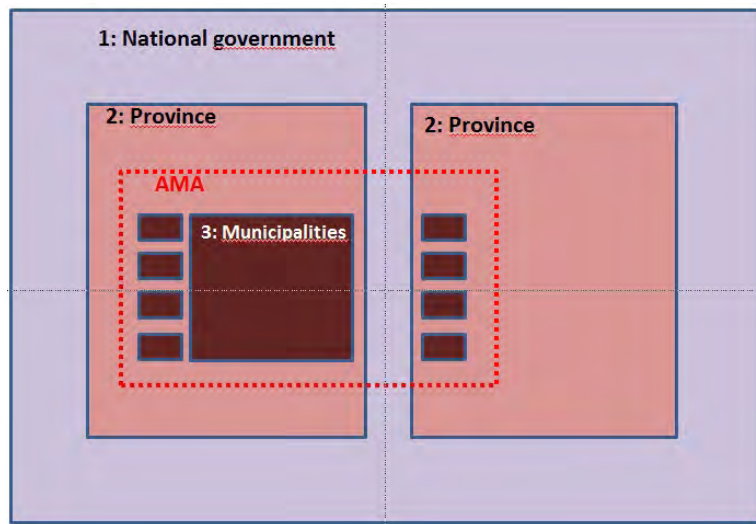 1: National government
2: Province
2: Province
AMA
3: Municipalities